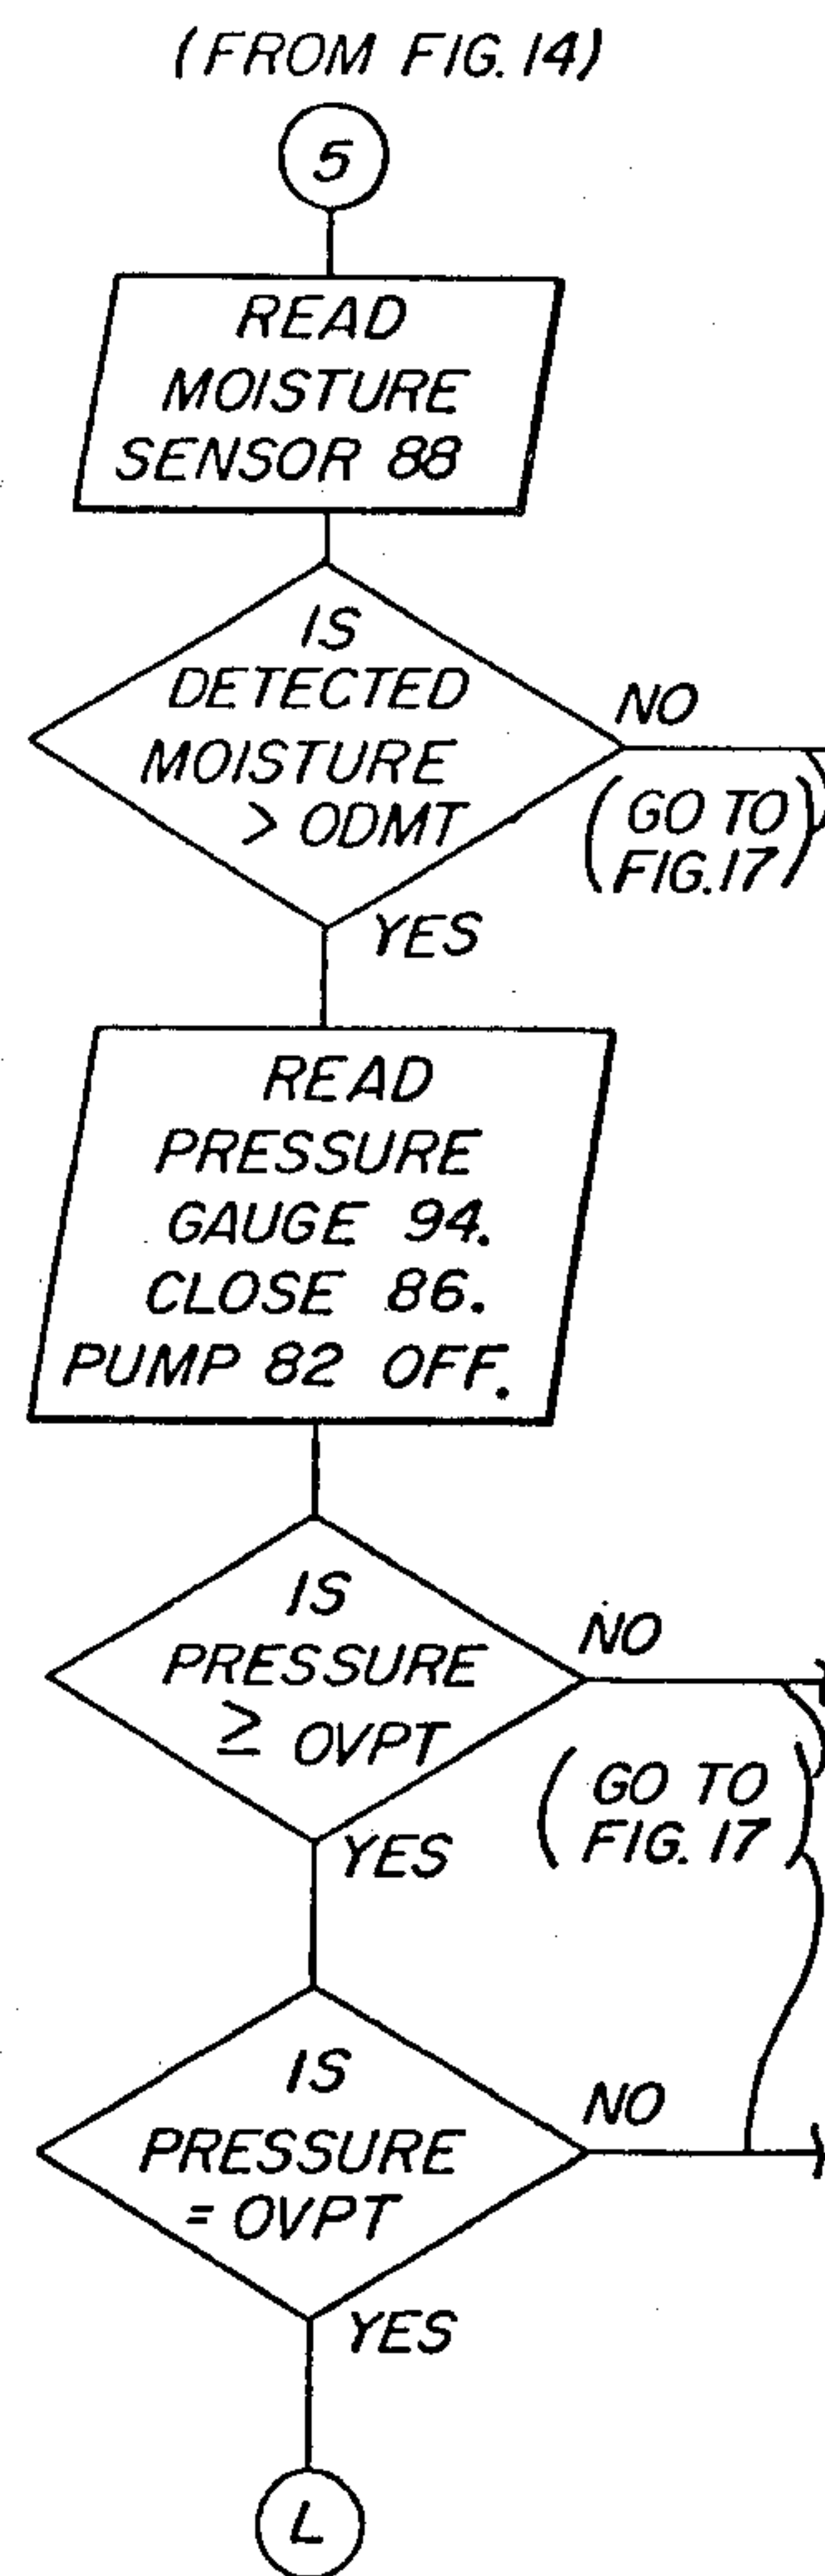 (FROM FIG. 14)
5
READ
MOISTURE
SENSOR 88
IS
DETECTED
MOISTURE
> ODMT
NO
(GO TO
FIG. 17)
YES
READ
PRESSURE
GAUGE 94.
CLOSE 86.
PUMP 82 OFF.
IS
PRESSURE
≥ OVPT
NO
(GO TO
FIG. 17)
YES
IS
PRESSURE
= OVPT
NO
YES
L